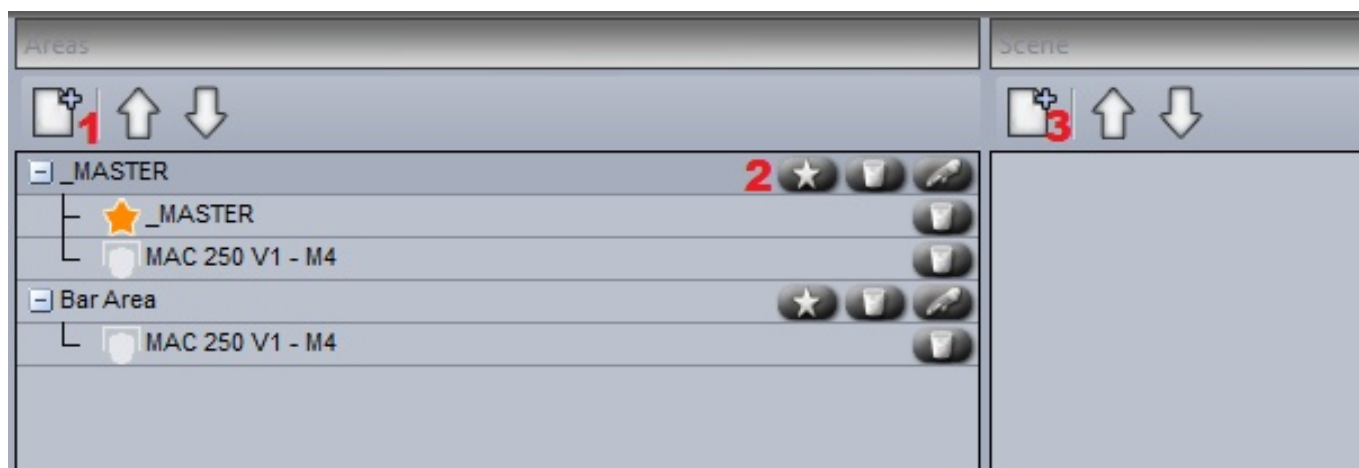 Areas
Scene
1
3
_MASTER
2
_MASTER
MAC 250 V1 - M4
Bar Area
MAC 250 V1 - M4